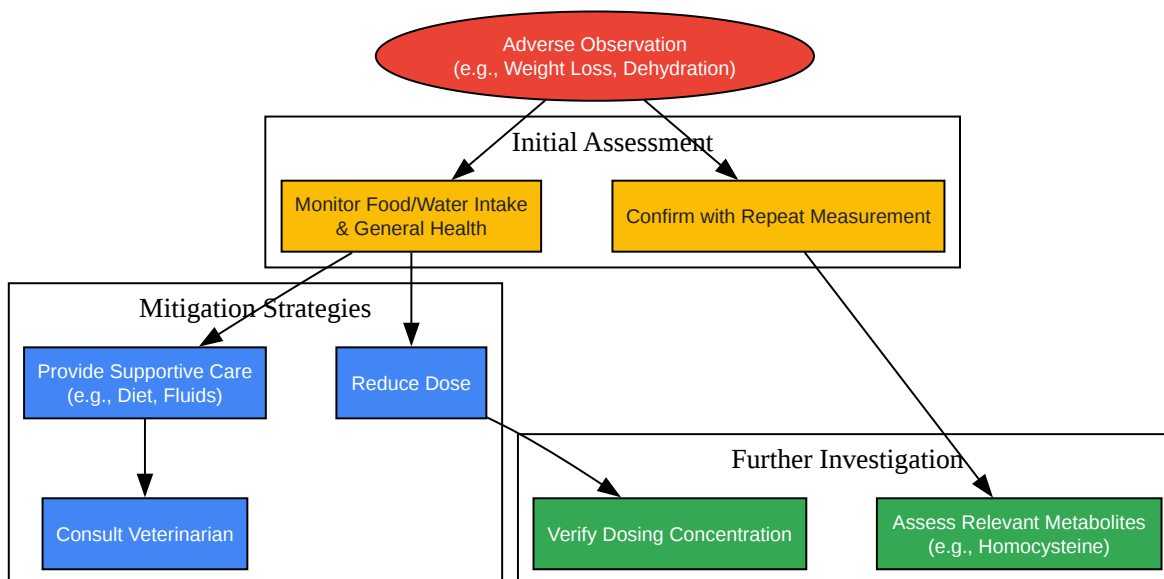 Adverse Observation
(e.g., Weight Loss, Dehydration)
Initial Assessment
Monitor Food/Water Intake
& General Health
Confirm with Repeat Measurement
Mitigation Strategies
Provide Supportive Care
(e.g., Diet, Fluids)
Reduce Dose
Further Investigation
Consult Veterinarian
Verify Dosing Concentration
Assess Relevant Metabolites
(e.g., Homocysteine)